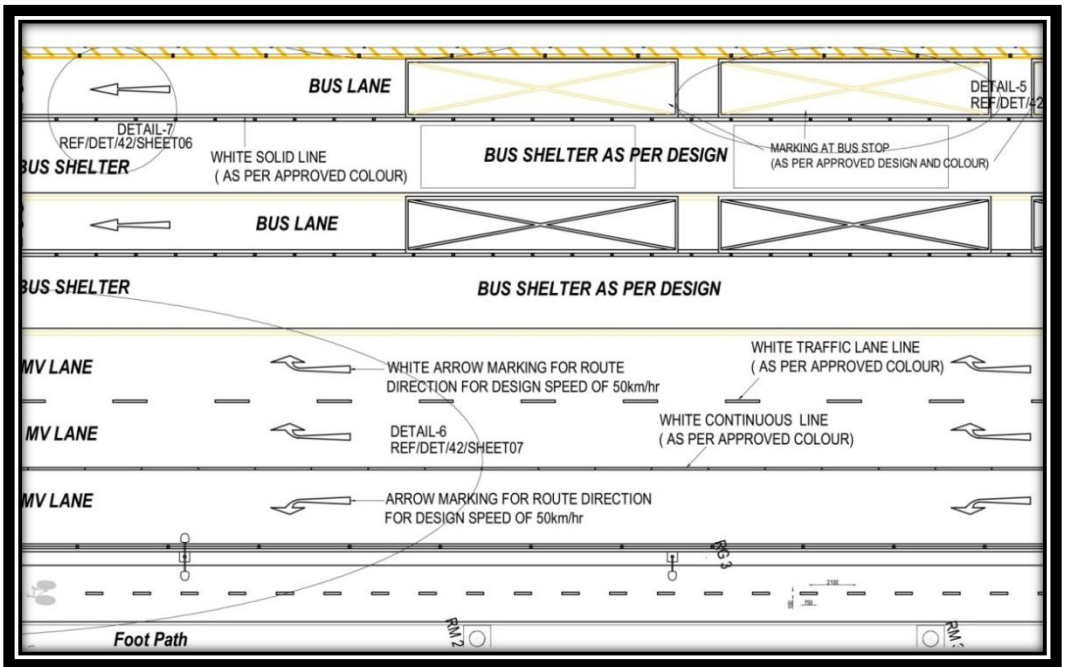 BUS LANE
DETAIL-5
REF/DET/42
DETAIL-7
REF/DET/42/SHEET06
BUS SHELTER
WHITE SOLID LINE
( AS PER APPROVED COLOUR)
BUS SHELTER AS PER DESIGN
MARKING AT BUS STOP
(AS PER APPROVED DESIGN AND COLOUR)
BUS LANE
BUS SHELTER
BUS SHELTER AS PER DESIGN
MV LANE
WHITE ARROW MARKING FOR ROUTE
DIRECTION FOR DESIGN SPEED OF 50km/hr
WHITE TRAFFIC LANE LINE
( AS PER APPROVED COLOUR)
MV LANE
DETAIL-6
REF/DET/42/SHEET07
WHITE CONTINUOUS LINE
( AS PER APPROVED COLOUR)
MV LANE
ARROW MARKING FOR ROUTE DIRECTION
FOR DESIGN SPEED OF 50km/hr
RG 3
2100
750
Foot Path
RM 2
RM